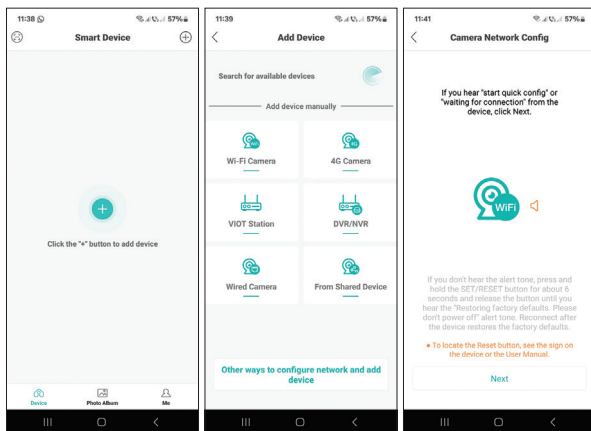 11:38
57%
Smart Device
Click the "+" button to add device
Device
Photo Album
Me
11:39
57%
Add Device
Search for available devices
Add device manually
WiFi
Wi-Fi Camera
4G
4G Camera
VIOT Station
DVR/NVR
Wired Camera
From Shared Device
Other ways to configure network and add
device
11:41
57%
Camera Network Config
If you hear "start quick config" or
"waiting for connection" from the
device, click Next.
WiFi
If you don't hear the alert tone, press and
hold the SET/RESET button for about 6
seconds and release the button until you
hear the "Restoring factory defaults. Please
don't power off" alert tone. Reconnect after
the device restores the factory defaults.
• To locate the Reset button, see the sign on
the device or the User Manual.
Next